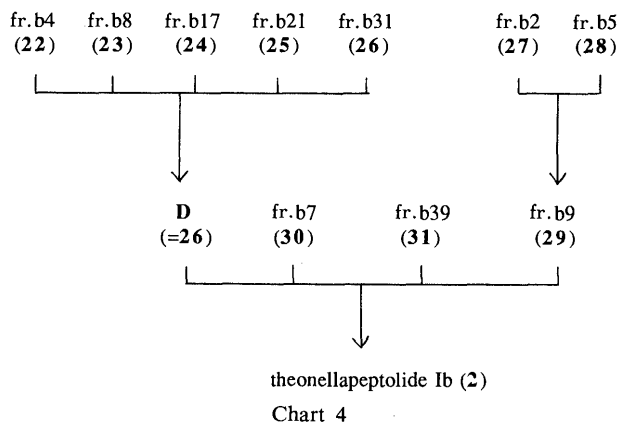 fr.b4 fr.b8 fr.b17 fr.b21 fr.b31 fr.b2 fr.b5
(22) (23) (24) (25) (26) (27) (28)
D fr.b7 fr.b39 fr.b9
(=26) (30) (31) (29)
theonellapeptolide Ib (2)
Chart 4